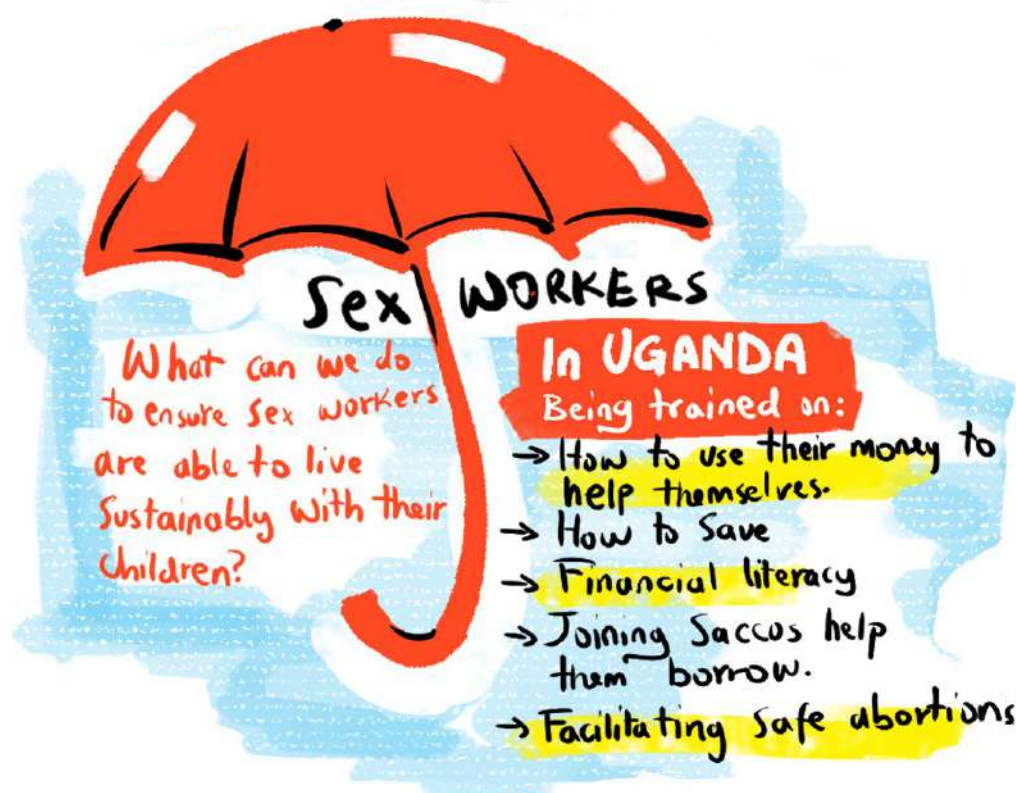 Sex WORKERS
What can we do
to ensure sex workers
are able to live
Sustainably with their
children?
In UGANDA
Being trained on:
→ How to use their money to
help themselves.
→ How to Save
→ Financial literacy
→ Joining Saccos help
them borrow.
→ Facilitating safe abortions